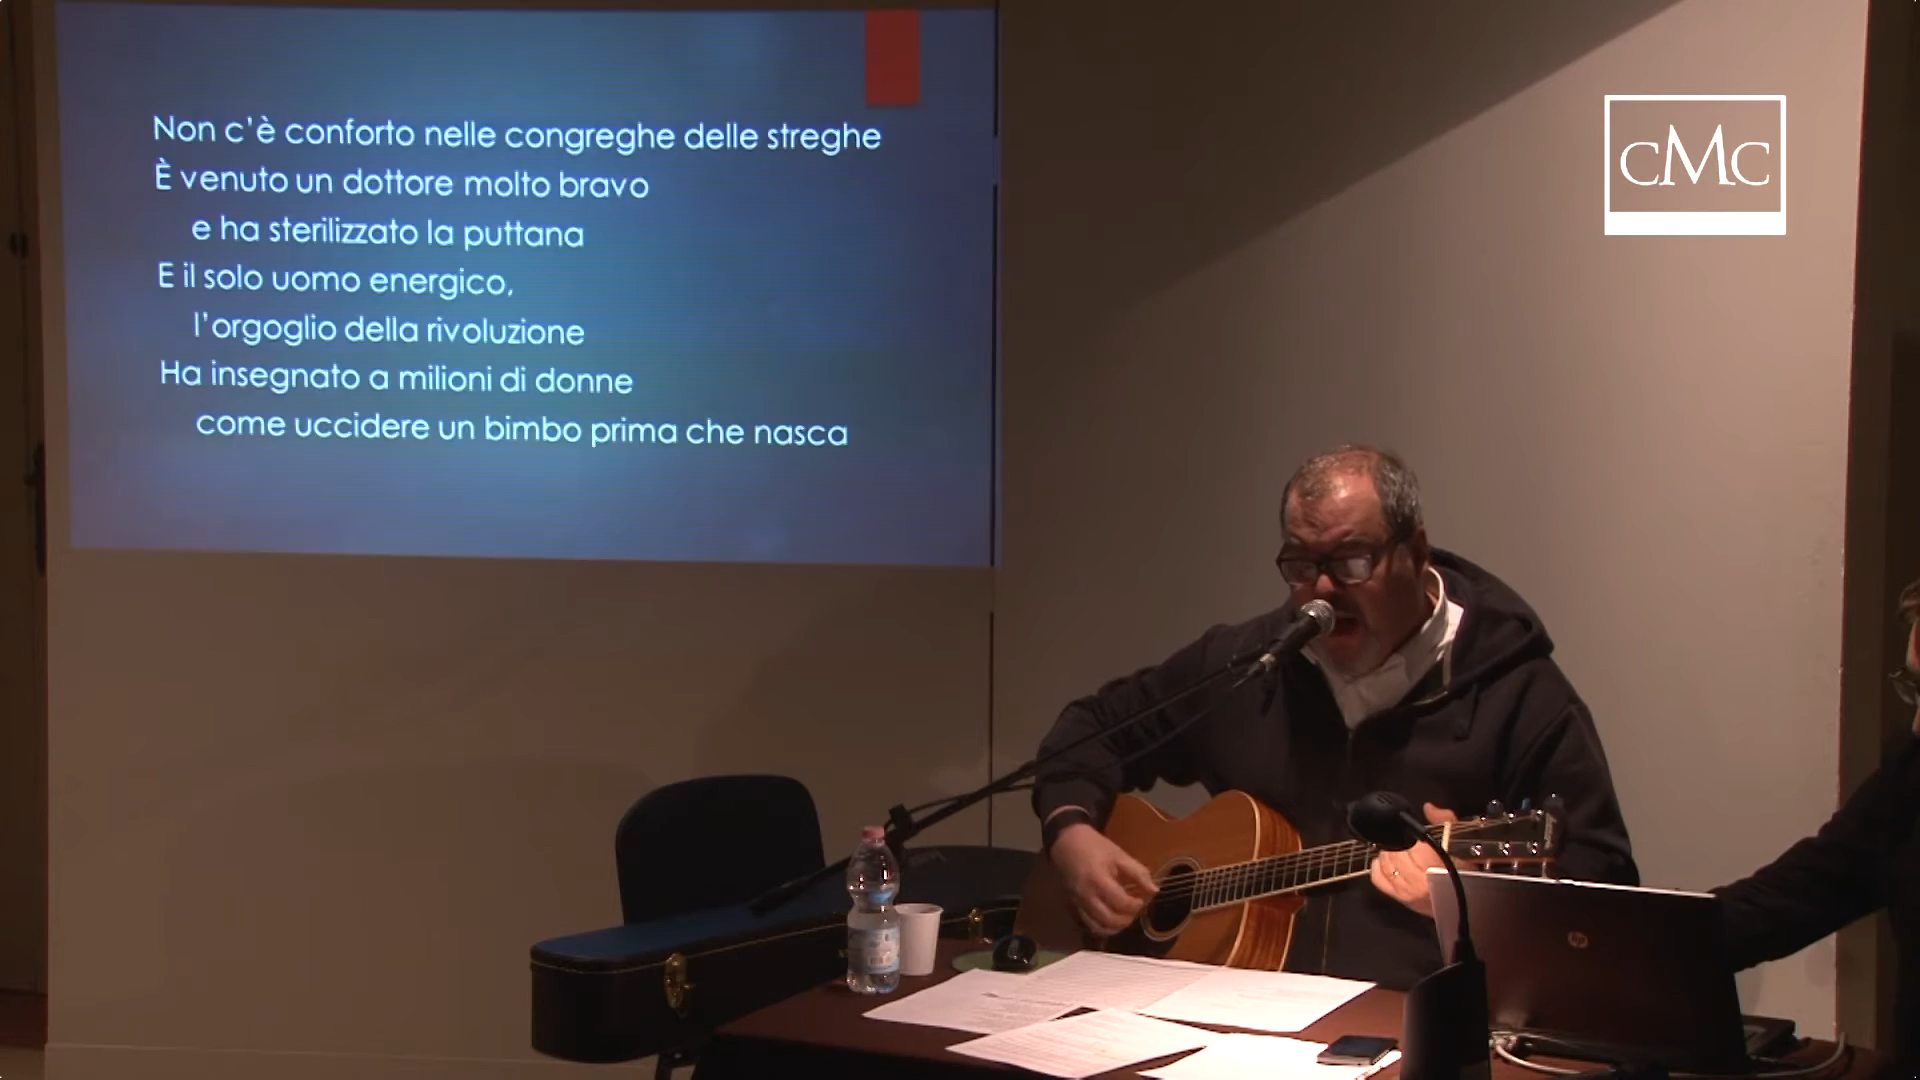 Non c'è conforto nelle congreghe delle streghe
È venuto un dottore molto bravo
e ha sterilizzato la puttana
E il solo uomo energico,
l'orgoglio della rivoluzione
Ha insegnato a milioni di donne
come uccidere un bimbo prima che nasca
CMC
hp